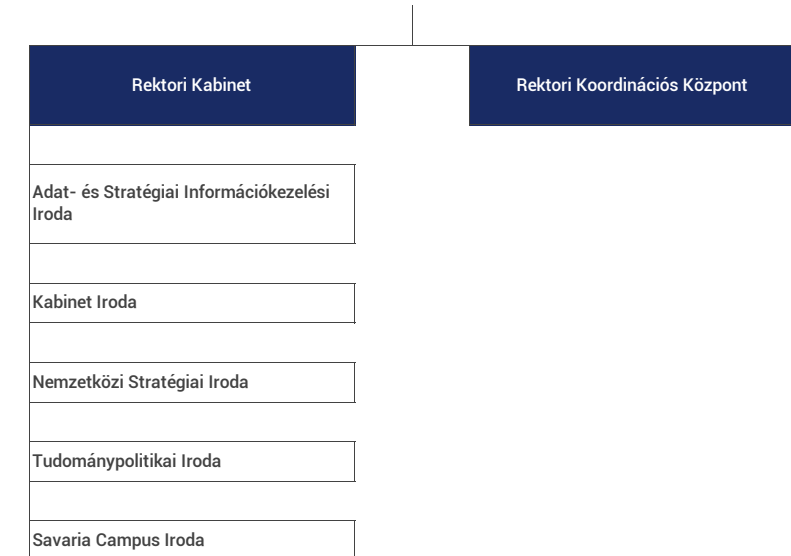 Rektori Kabinet
Rektori Koordinációs Központ
Adat- és Stratégiai Információkezelési
Iroda
Kabinet Iroda
Nemzetközi Stratégiai Iroda
Tudománypolitikai Iroda
Savaria Campus Iroda